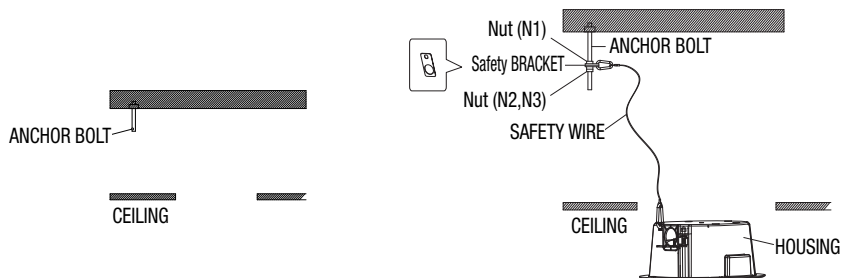 ANCHOR BOLT
CEILING
Nut (N1)
ANCHOR BOLT
Safety BRACKET
Nut (N2,N3)
SAFETY WIRE
CEILING
HOUSING